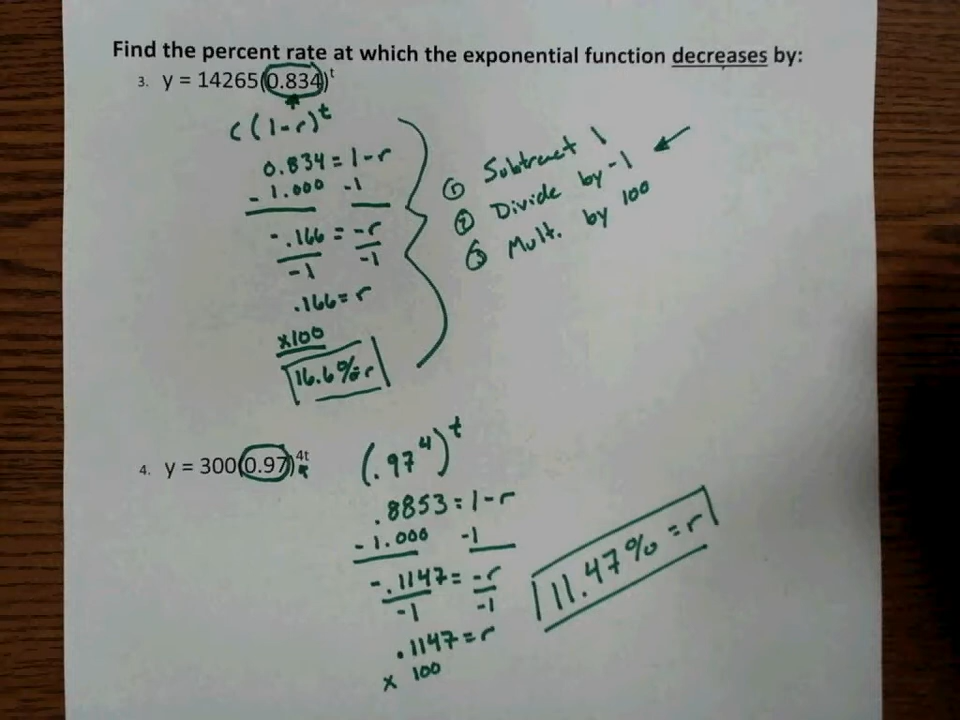 Find the percent rate at which the exponential function decreases by:
3. y = 14265(0.834)^t
C(1-r)^t
0.834 = 1-r
-1.000 -1
-.166 = -r
-1 -1
.166 = r
x100
16.6% = r
① Subtract 1
② Divide by -1
③ Mult. by 100
4. y = 300(0.97)^4t
(.97^4)^t
.8853 = 1-r
-1.000 -1
-.1147 = -r
-1 -1
.1147 = r
x 100
11.47% = r